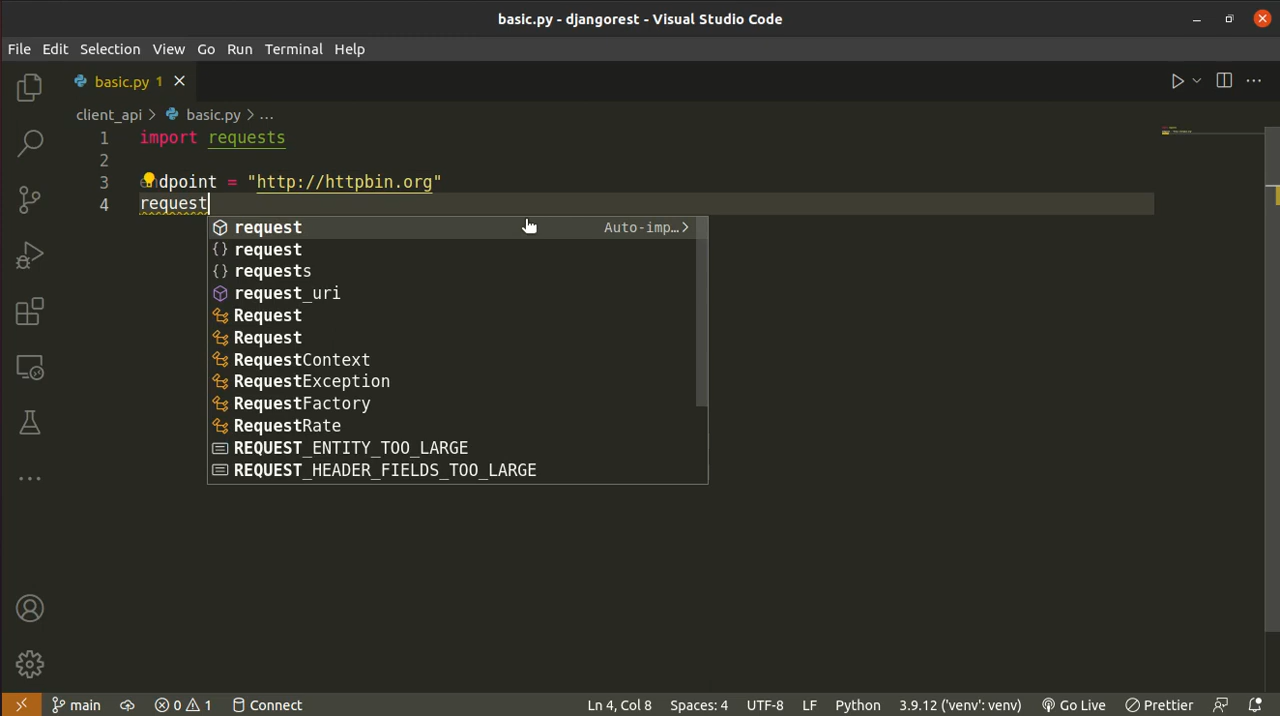 basic.py - djangorest - Visual Studio Code
File Edit Selection View Go Run Terminal Help
basic.py 1
client_api > basic.py > ...
1 import requests
2
3 endpoint = "http://httpbin.org"
4 request
request Auto-imp...
request
requests
request_uri
Request
Request
RequestContext
RequestException
RequestFactory
RequestRate
REQUEST_ENTITY_TOO_LARGE
REQUEST_HEADER_FIELDS_TOO_LARGE
main 0 1 Connect Ln 4, Col 8 Spaces: 4 UTF-8 LF Python 3.9.12 ('venv': venv) Go Live Prettier